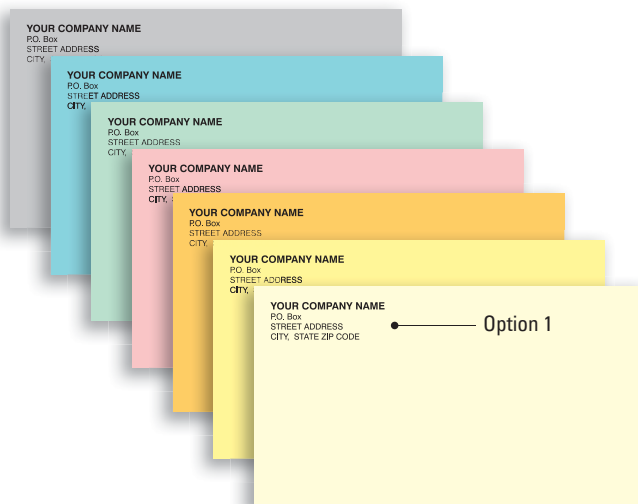 YOUR COMPANY NAME
P.O. Box
STREET ADDRESS
CITY,
YOUR COMPANY NAME
P.O. Box
STREET ADDRESS
CITY,
YOUR COMPANY NAME
P.O. Box
STREET ADDRESS
CITY,
YOUR COMPANY NAME
P.O. Box
STREET ADDRESS
CITY,
YOUR COMPANY NAME
P.O. Box
STREET ADDRESS
CITY,
YOUR COMPANY NAME
P.O. Box
STREET ADDRESS
CITY,
YOUR COMPANY NAME
P.O. Box
STREET ADDRESS
CITY, STATE ZIP CODE
Option 1